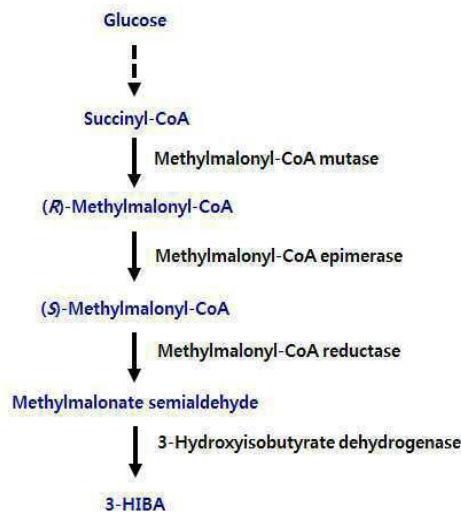 Glucose
Succinyl-CoA
Methylmalonyl-CoA mutase
(R)-Methylmalonyl-CoA
Methylmalonyl-CoA epimerase
(S)-Methylmalonyl-CoA
Methylmalonyl-CoA reductase
Methylmalonate semialdehyde
3-Hydroxyisobutyrate dehydrogenase
3-HIBA